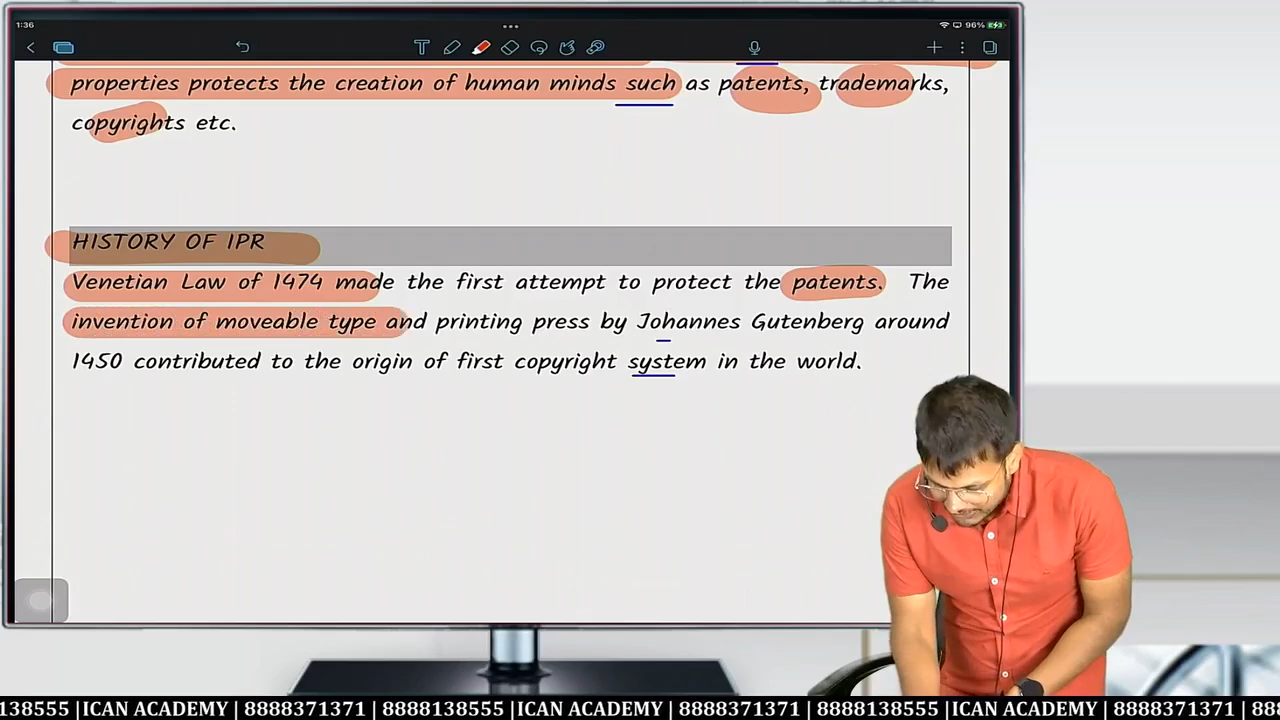 1:36
96%
properties protects the creation of human minds such as patents, trademarks,
copyrights etc.
HISTORY OF IPR
Venetian Law of 1474 made the first attempt to protect the patents. The
invention of moveable type and printing press by Johannes Gutenberg around
1450 contributed to the origin of first copyright system in the world.
138555 |ICAN ACADEMY | 8888371371 | 8888138555 |ICAN ACADEMY | 8888371371 | 8888138555 |ICAN ACADEMY | 8888371371 | 88